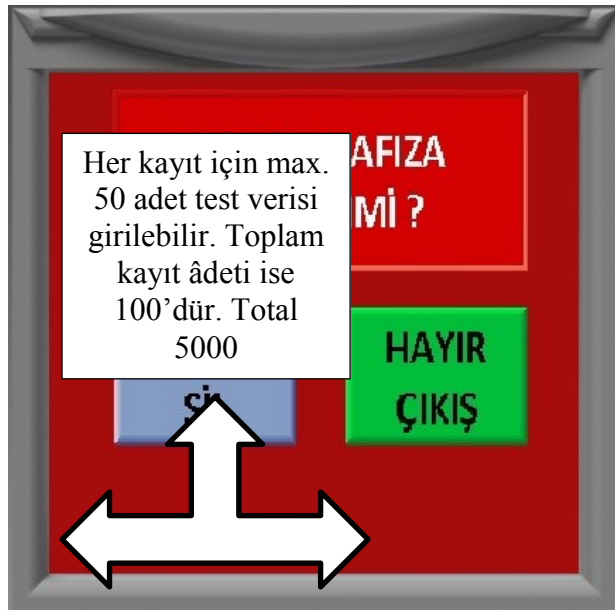 AFIZA
Mİ ?
Her kayıt için max.
50 adet test verisi
girilebilir. Toplam
kayıt âdeti ise
100’dür. Total
5000
HAYIR
ÇIKIŞ